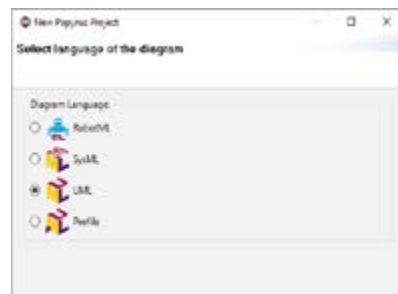 New Papyrus Project
Select language of the diagram
Diagram Language:
RobotML
SysML
UML
Profile